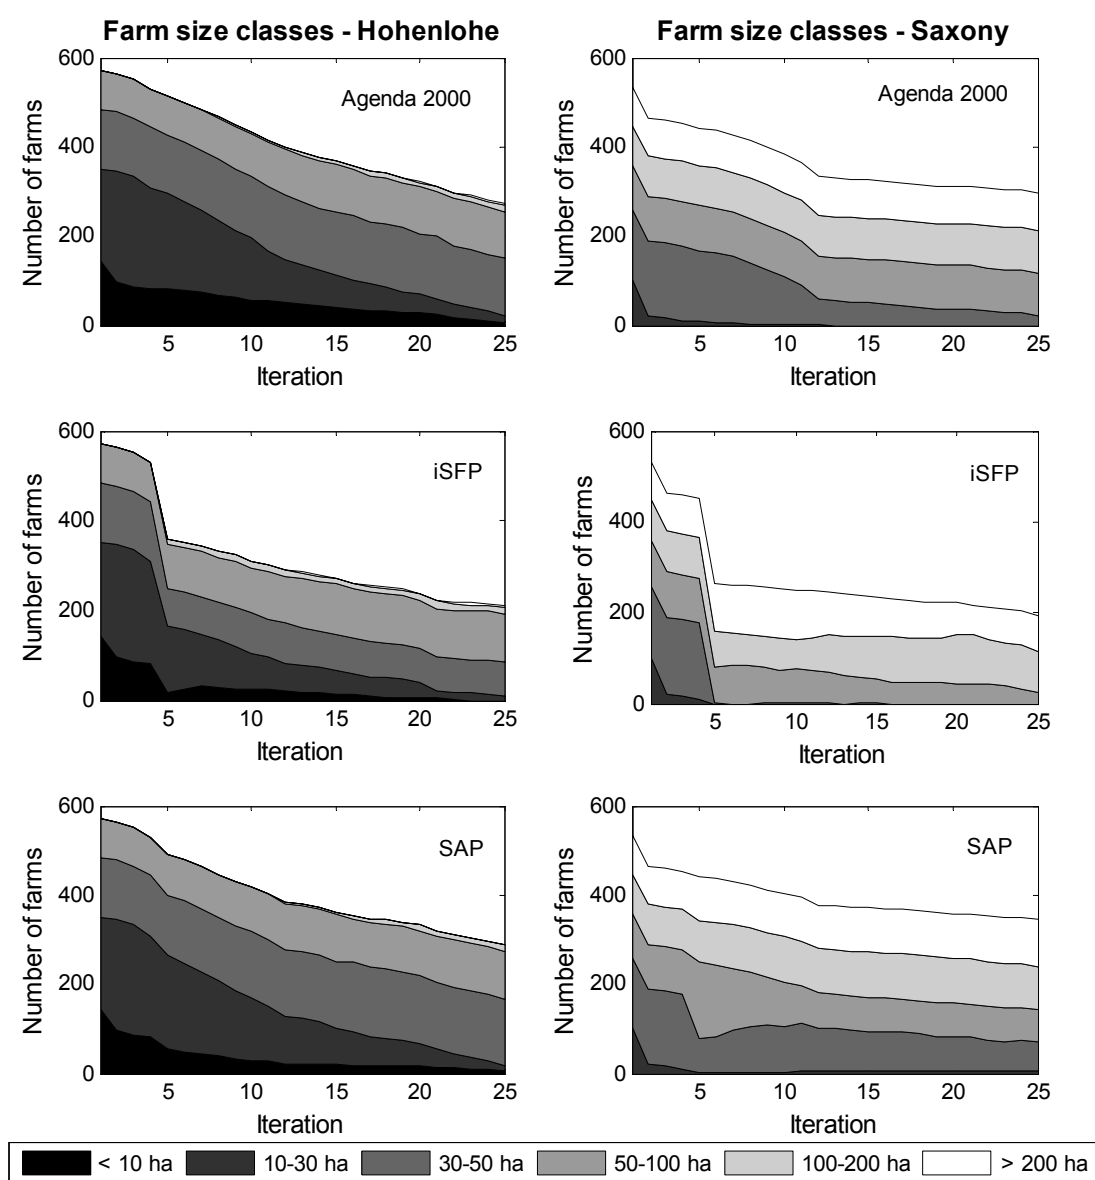 Farm size classes - Hohenlohe
Farm size classes - Saxony
Number of farms
600
400
200
0
Agenda 2000
5 10 15 20 25
Iteration
Number of farms
600
400
200
0
Agenda 2000
5 10 15 20 25
Iteration
Number of farms
600
400
200
0
iSFP
5 10 15 20 25
Iteration
Number of farms
600
400
200
0
iSFP
5 10 15 20 25
Iteration
Number of farms
600
400
200
0
SAP
5 10 15 20 25
Iteration
Number of farms
600
400
200
0
SAP
5 10 15 20 25
Iteration
< 10 ha 10-30 ha 30-50 ha 50-100 ha 100-200 ha > 200 ha